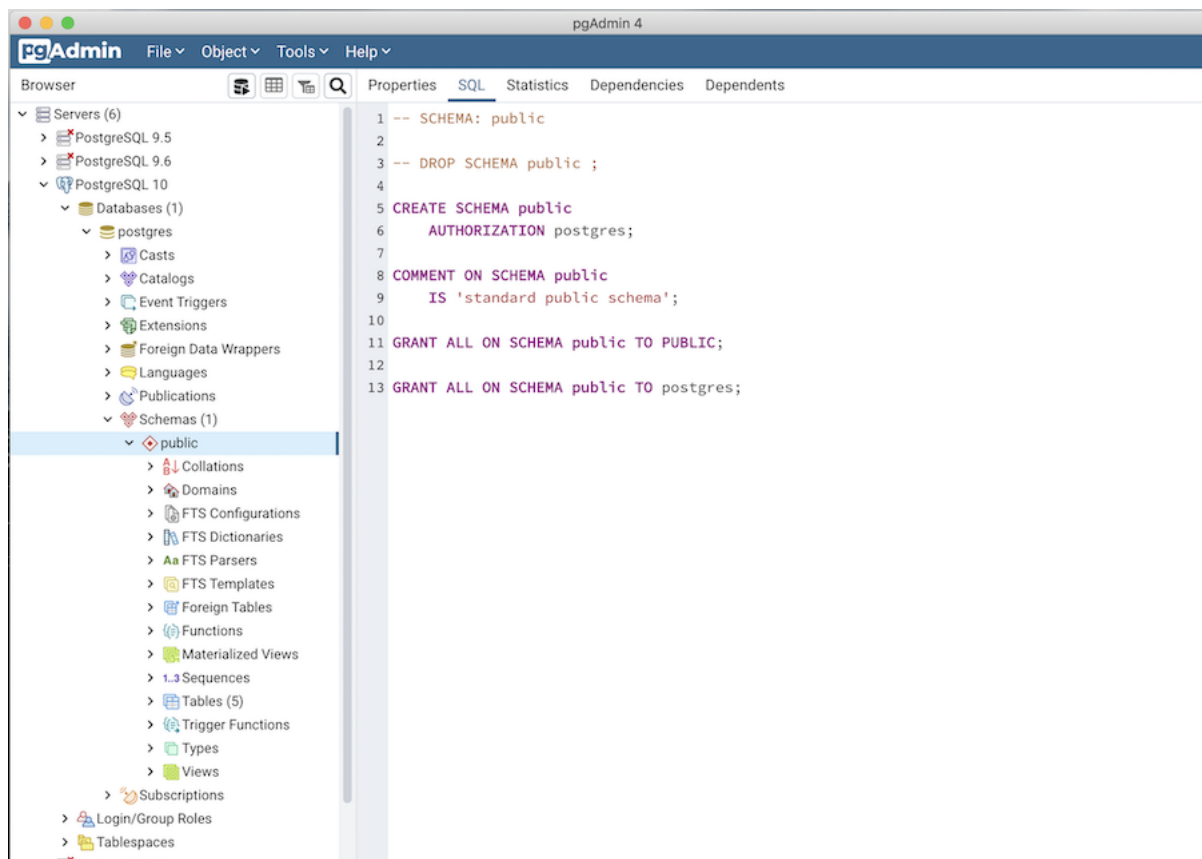 pgAdmin 4
pgAdmin File Object Tools Help
Browser
Properties SQL Statistics Dependencies Dependents
Servers (6)
PostgreSQL 9.5
PostgreSQL 9.6
PostgreSQL 10
Databases (1)
postgres
Casts
Catalogs
Event Triggers
Extensions
Foreign Data Wrappers
Languages
Publications
Schemas (1)
public
Collations
Domains
FTS Configurations
FTS Dictionaries
Aa FTS Parsers
FTS Templates
Foreign Tables
Functions
Materialized Views
1..3 Sequences
Tables (5)
Trigger Functions
Types
Views
Subscriptions
Login/Group Roles
Tablespaces
1 -- SCHEMA: public
2
3 -- DROP SCHEMA public ;
4
5 CREATE SCHEMA public
6     AUTHORIZATION postgres;
7
8 COMMENT ON SCHEMA public
9     IS 'standard public schema';
10
11 GRANT ALL ON SCHEMA public TO PUBLIC;
12
13 GRANT ALL ON SCHEMA public TO postgres;